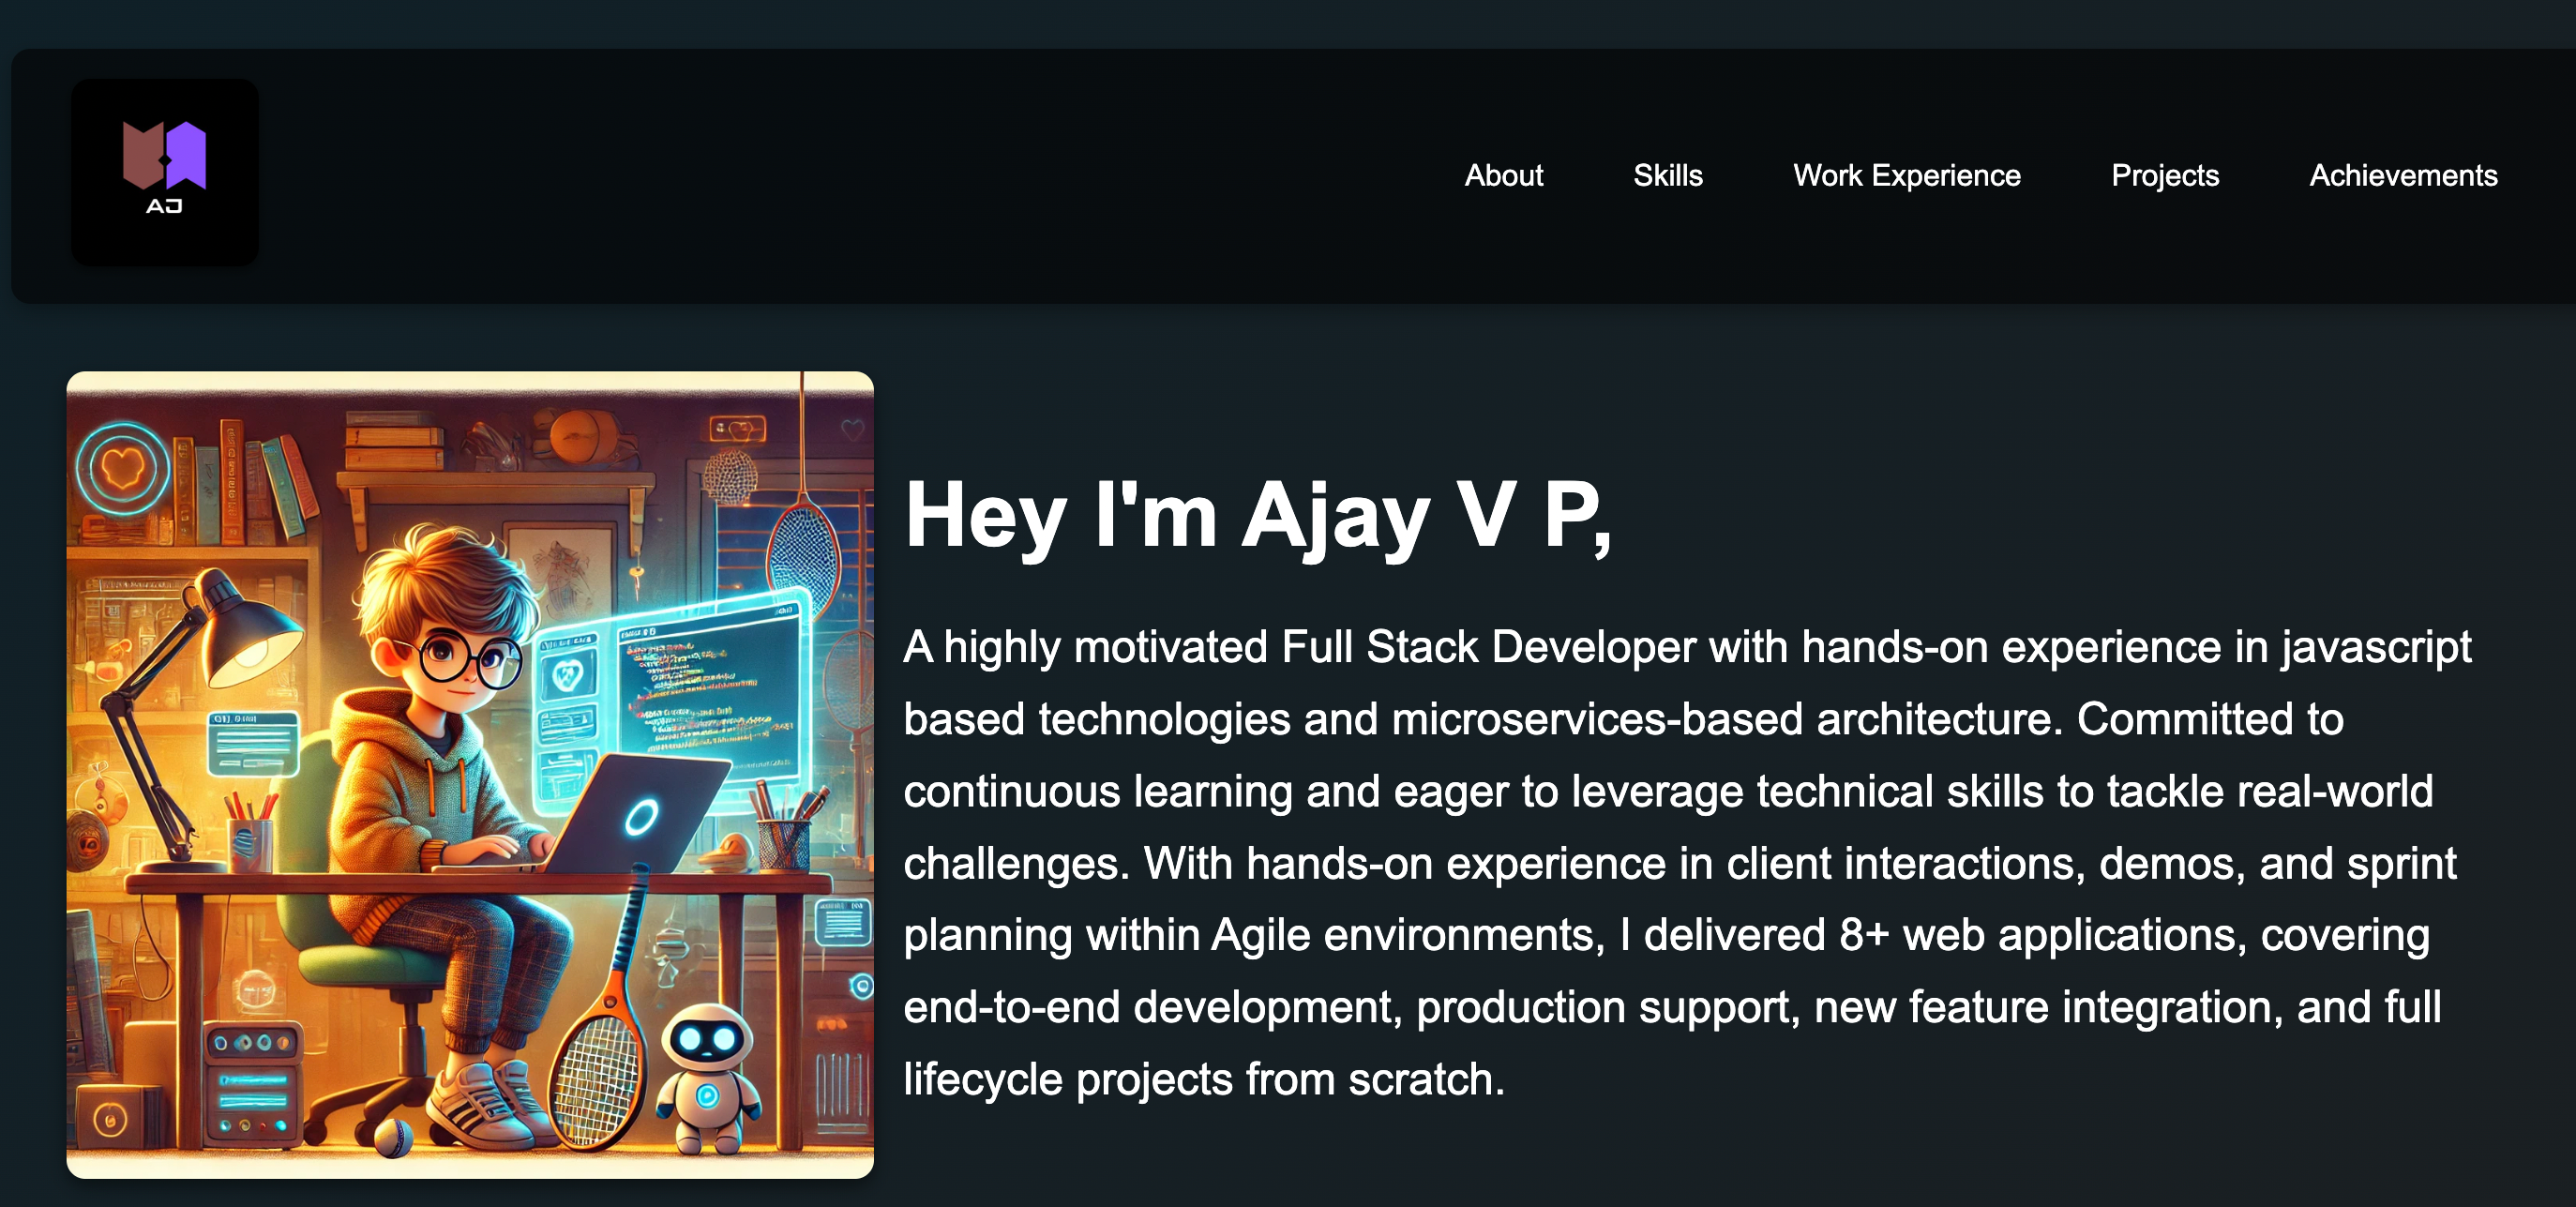 AJ
About Skills Work Experience Projects Achievements
Hey I'm Ajay V P,
A highly motivated Full Stack Developer with hands-on experience in javascript
based technologies and microservices-based architecture. Committed to
continuous learning and eager to leverage technical skills to tackle real-world
challenges. With hands-on experience in client interactions, demos, and sprint
planning within Agile environments, I delivered 8+ web applications, covering
end-to-end development, production support, new feature integration, and full
lifecycle projects from scratch.